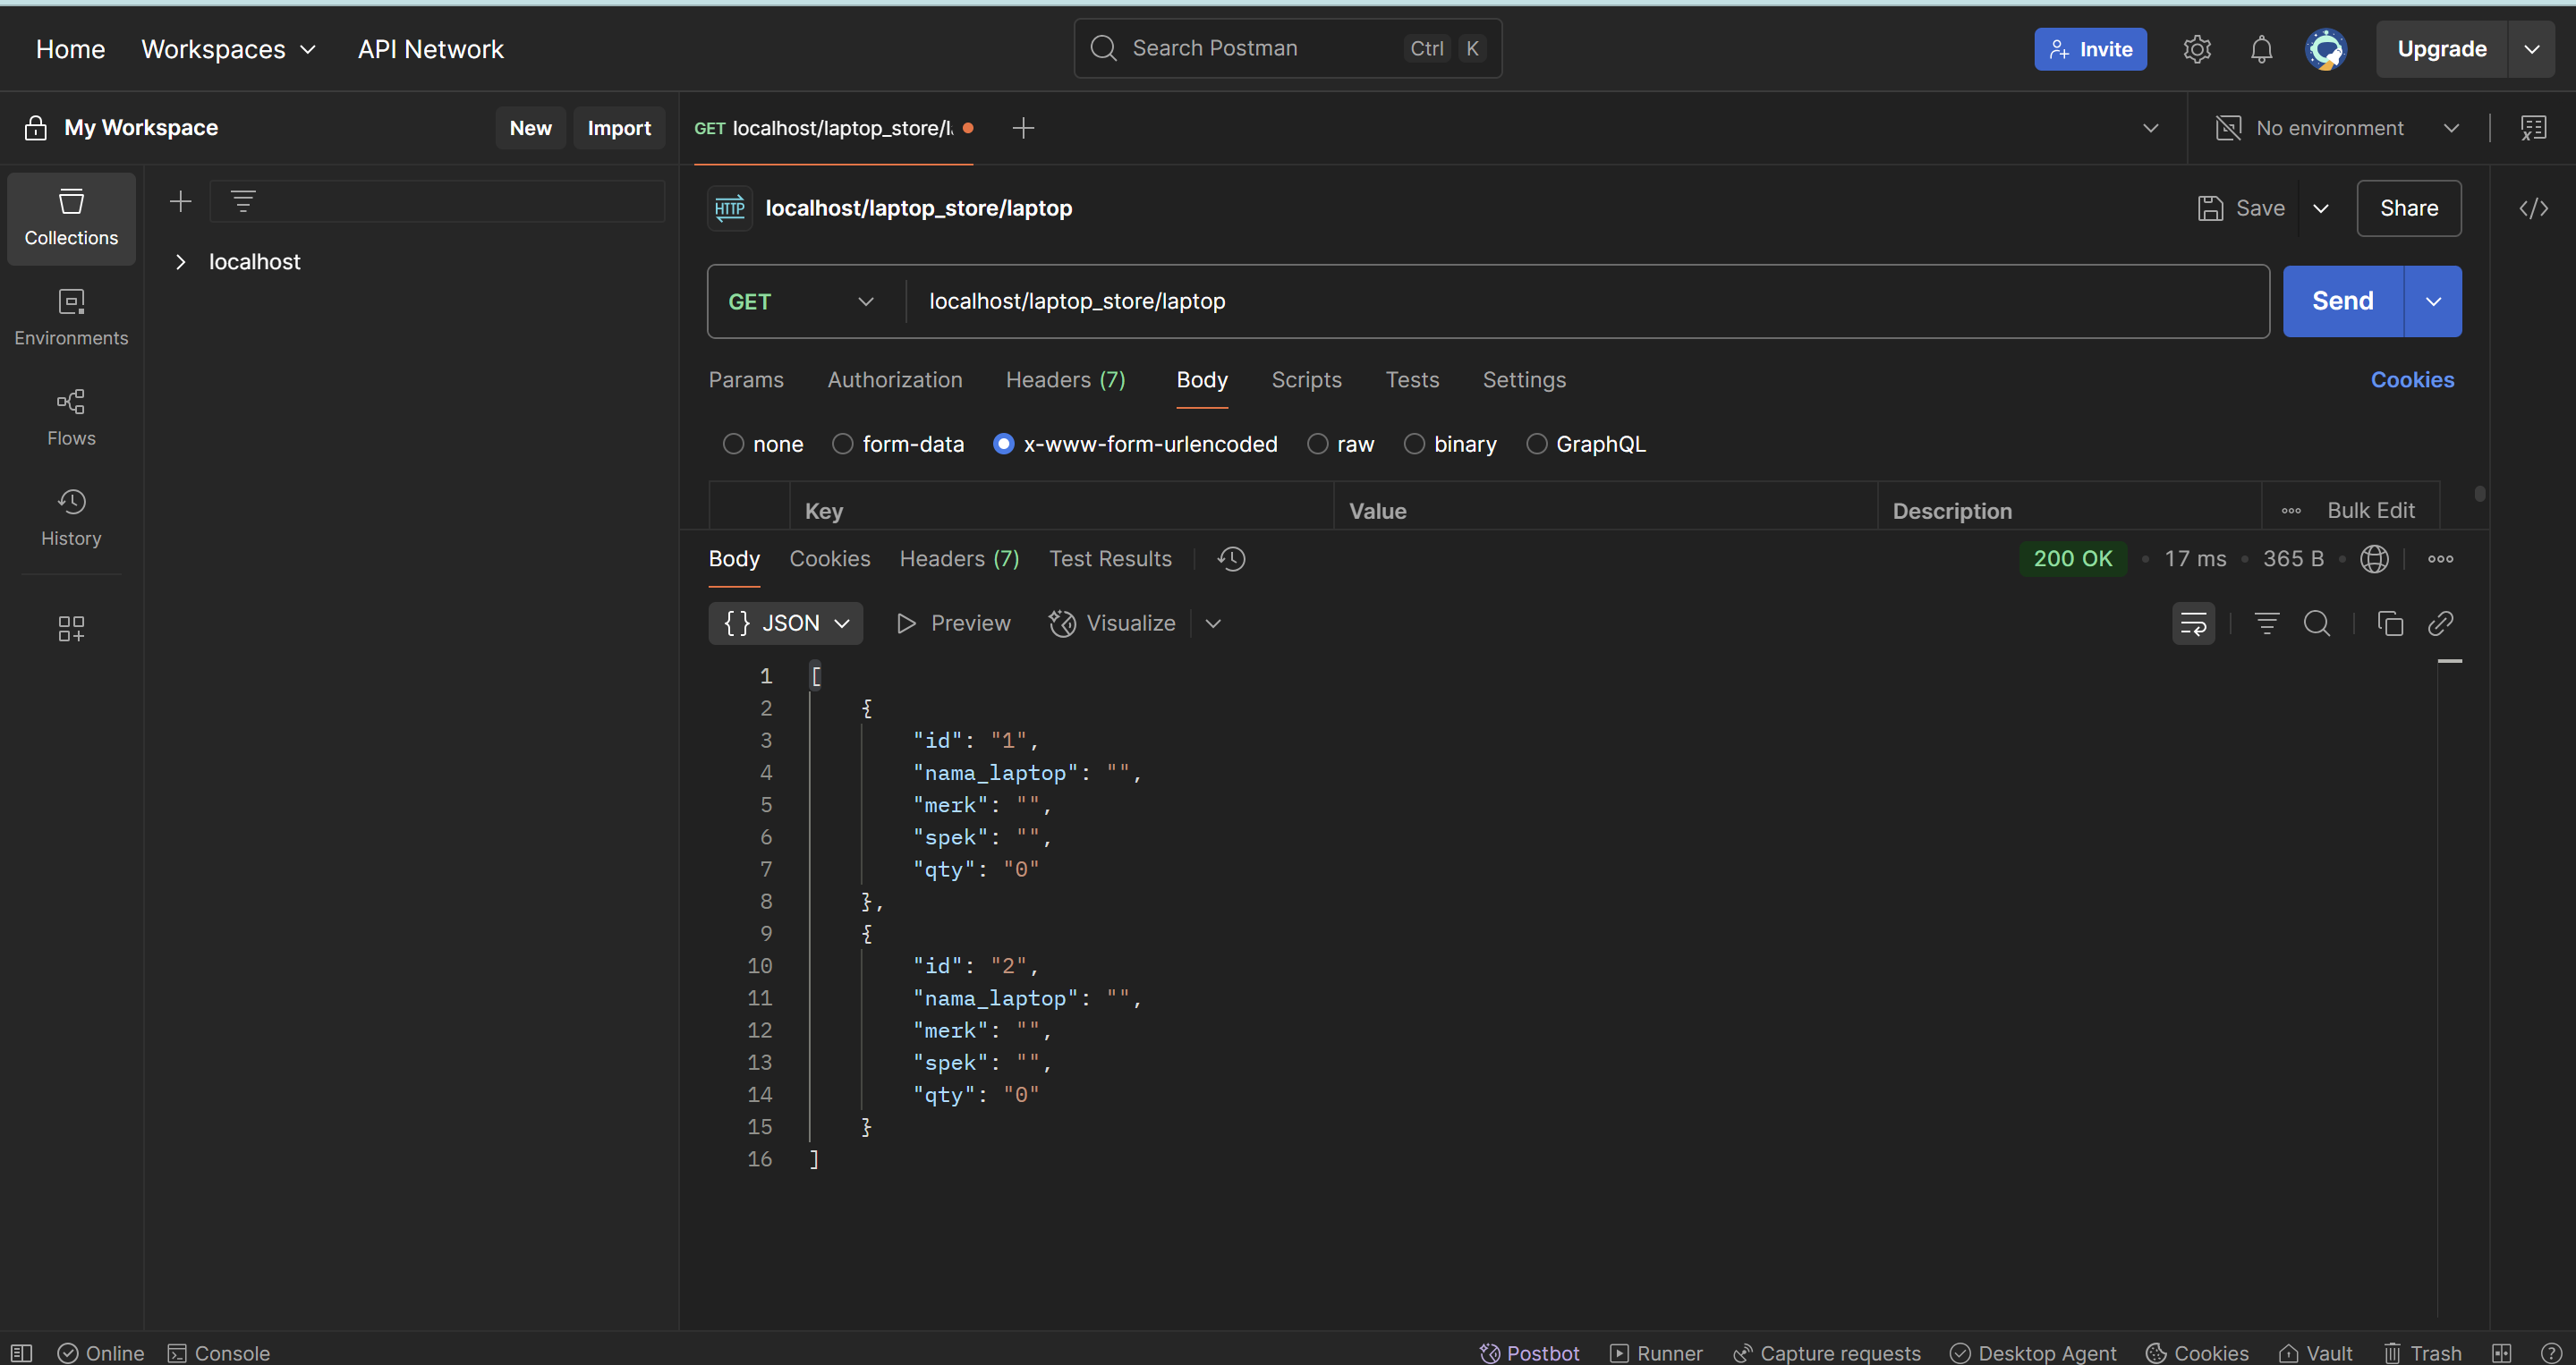 Home Workspaces API Network Search Postman Ctrl K Invite Upgrade
My Workspace New Import GET localhost/laptop_store/l. No environment
Collections
Environments
Flows
History
localhost
HTTP localhost/laptop_store/laptop Save Share
GET localhost/laptop_store/laptop Send
Params Authorization Headers (7) Body Scripts Tests Settings Cookies
none form-data x-www-form-urlencoded raw binary GraphQL
Key Value Description Bulk Edit
Body Cookies Headers (7) Test Results 200 OK • 17 ms • 365 B •
{} JSON Preview Visualize
1 [
2 {
3 "id": "1",
4 "nama_laptop": "",
5 "merk": "",
6 "spek": "",
7 "qty": "0"
8 },
9 {
10 "id": "2",
11 "nama_laptop": "",
12 "merk": "",
13 "spek": "",
14 "qty": "0"
15 }
16 ]
Online Console Postbot Runner Capture requests Desktop Agent Cookies Vault Trash